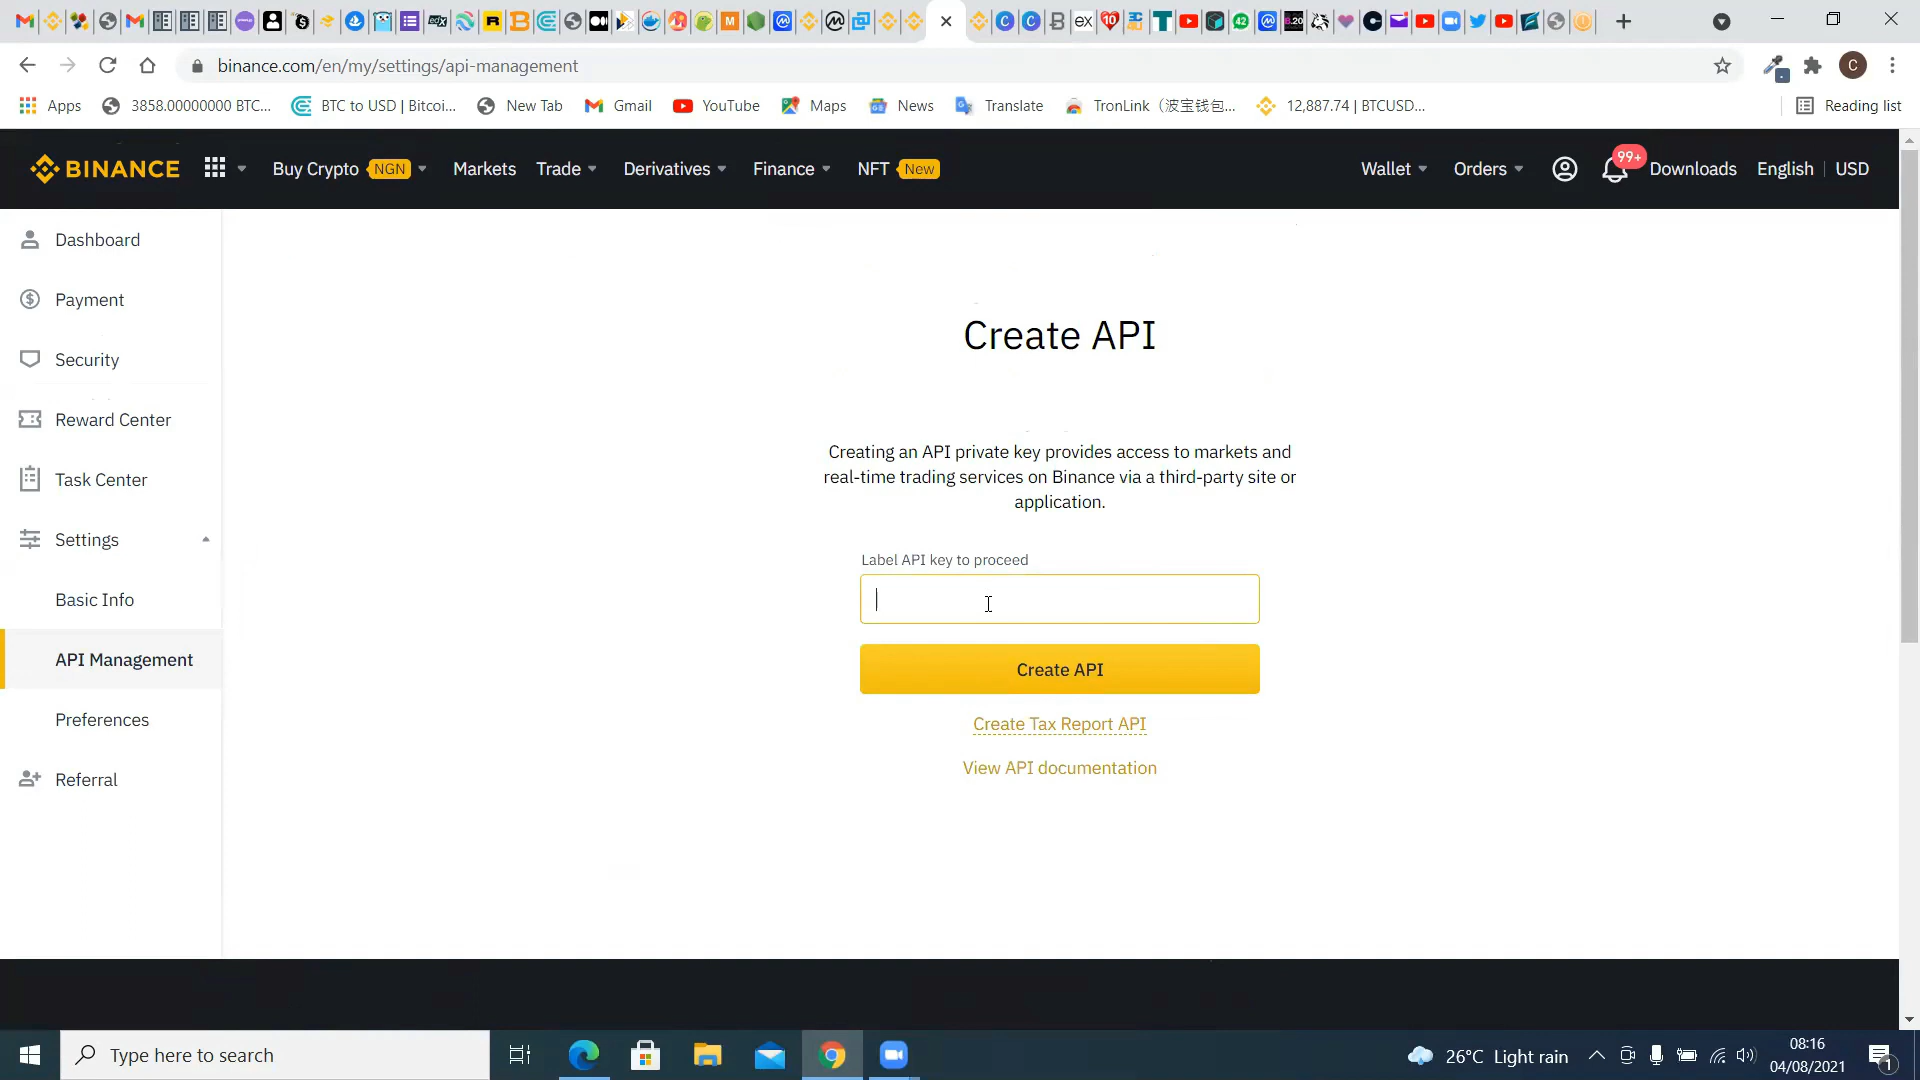 binance.com/en/my/settings/api-management
Apps
3858.00000000 BTC...
BTC to USD | Bitcoi...
New Tab
Gmail
YouTube
Maps
News
Translate
TronLink（波宝钱包...
12,887.74 | BTCUSD...
Reading list
BINANCE
Buy Crypto NGN
Markets
Trade
Derivatives
Finance
NFT New
Wallet
Orders
99+
Downloads
English
USD
Dashboard
Payment
Security
Reward Center
Task Center
Settings
Basic Info
API Management
Preferences
Referral
Create API
Creating an API private key provides access to markets and
real-time trading services on Binance via a third-party site or
application.
Label API key to proceed
Create API
Create Tax Report API
View API documentation
Type here to search
26°C Light rain
08:16
04/08/2021
1